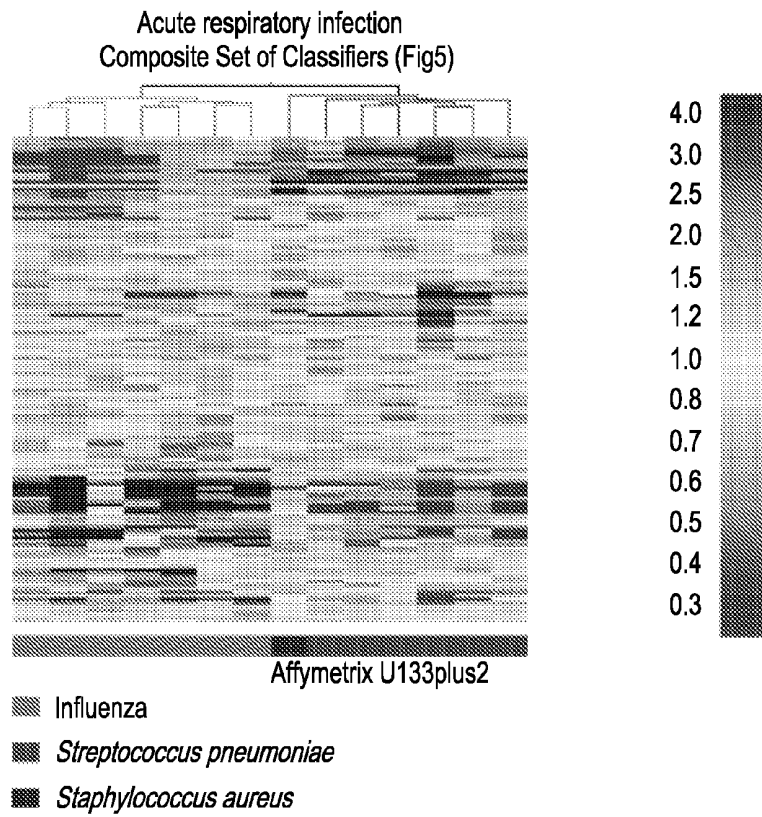 Acute respiratory infection
Composite Set of Classifiers (Fig5)
4.0
3.0
2.5
2.0
1.5
1.2
1.0
0.8
0.7
0.6
0.5
0.4
0.3
Affymetrix U133plus2
Influenza
Streptococcus pneumoniae
Staphylococcus aureus